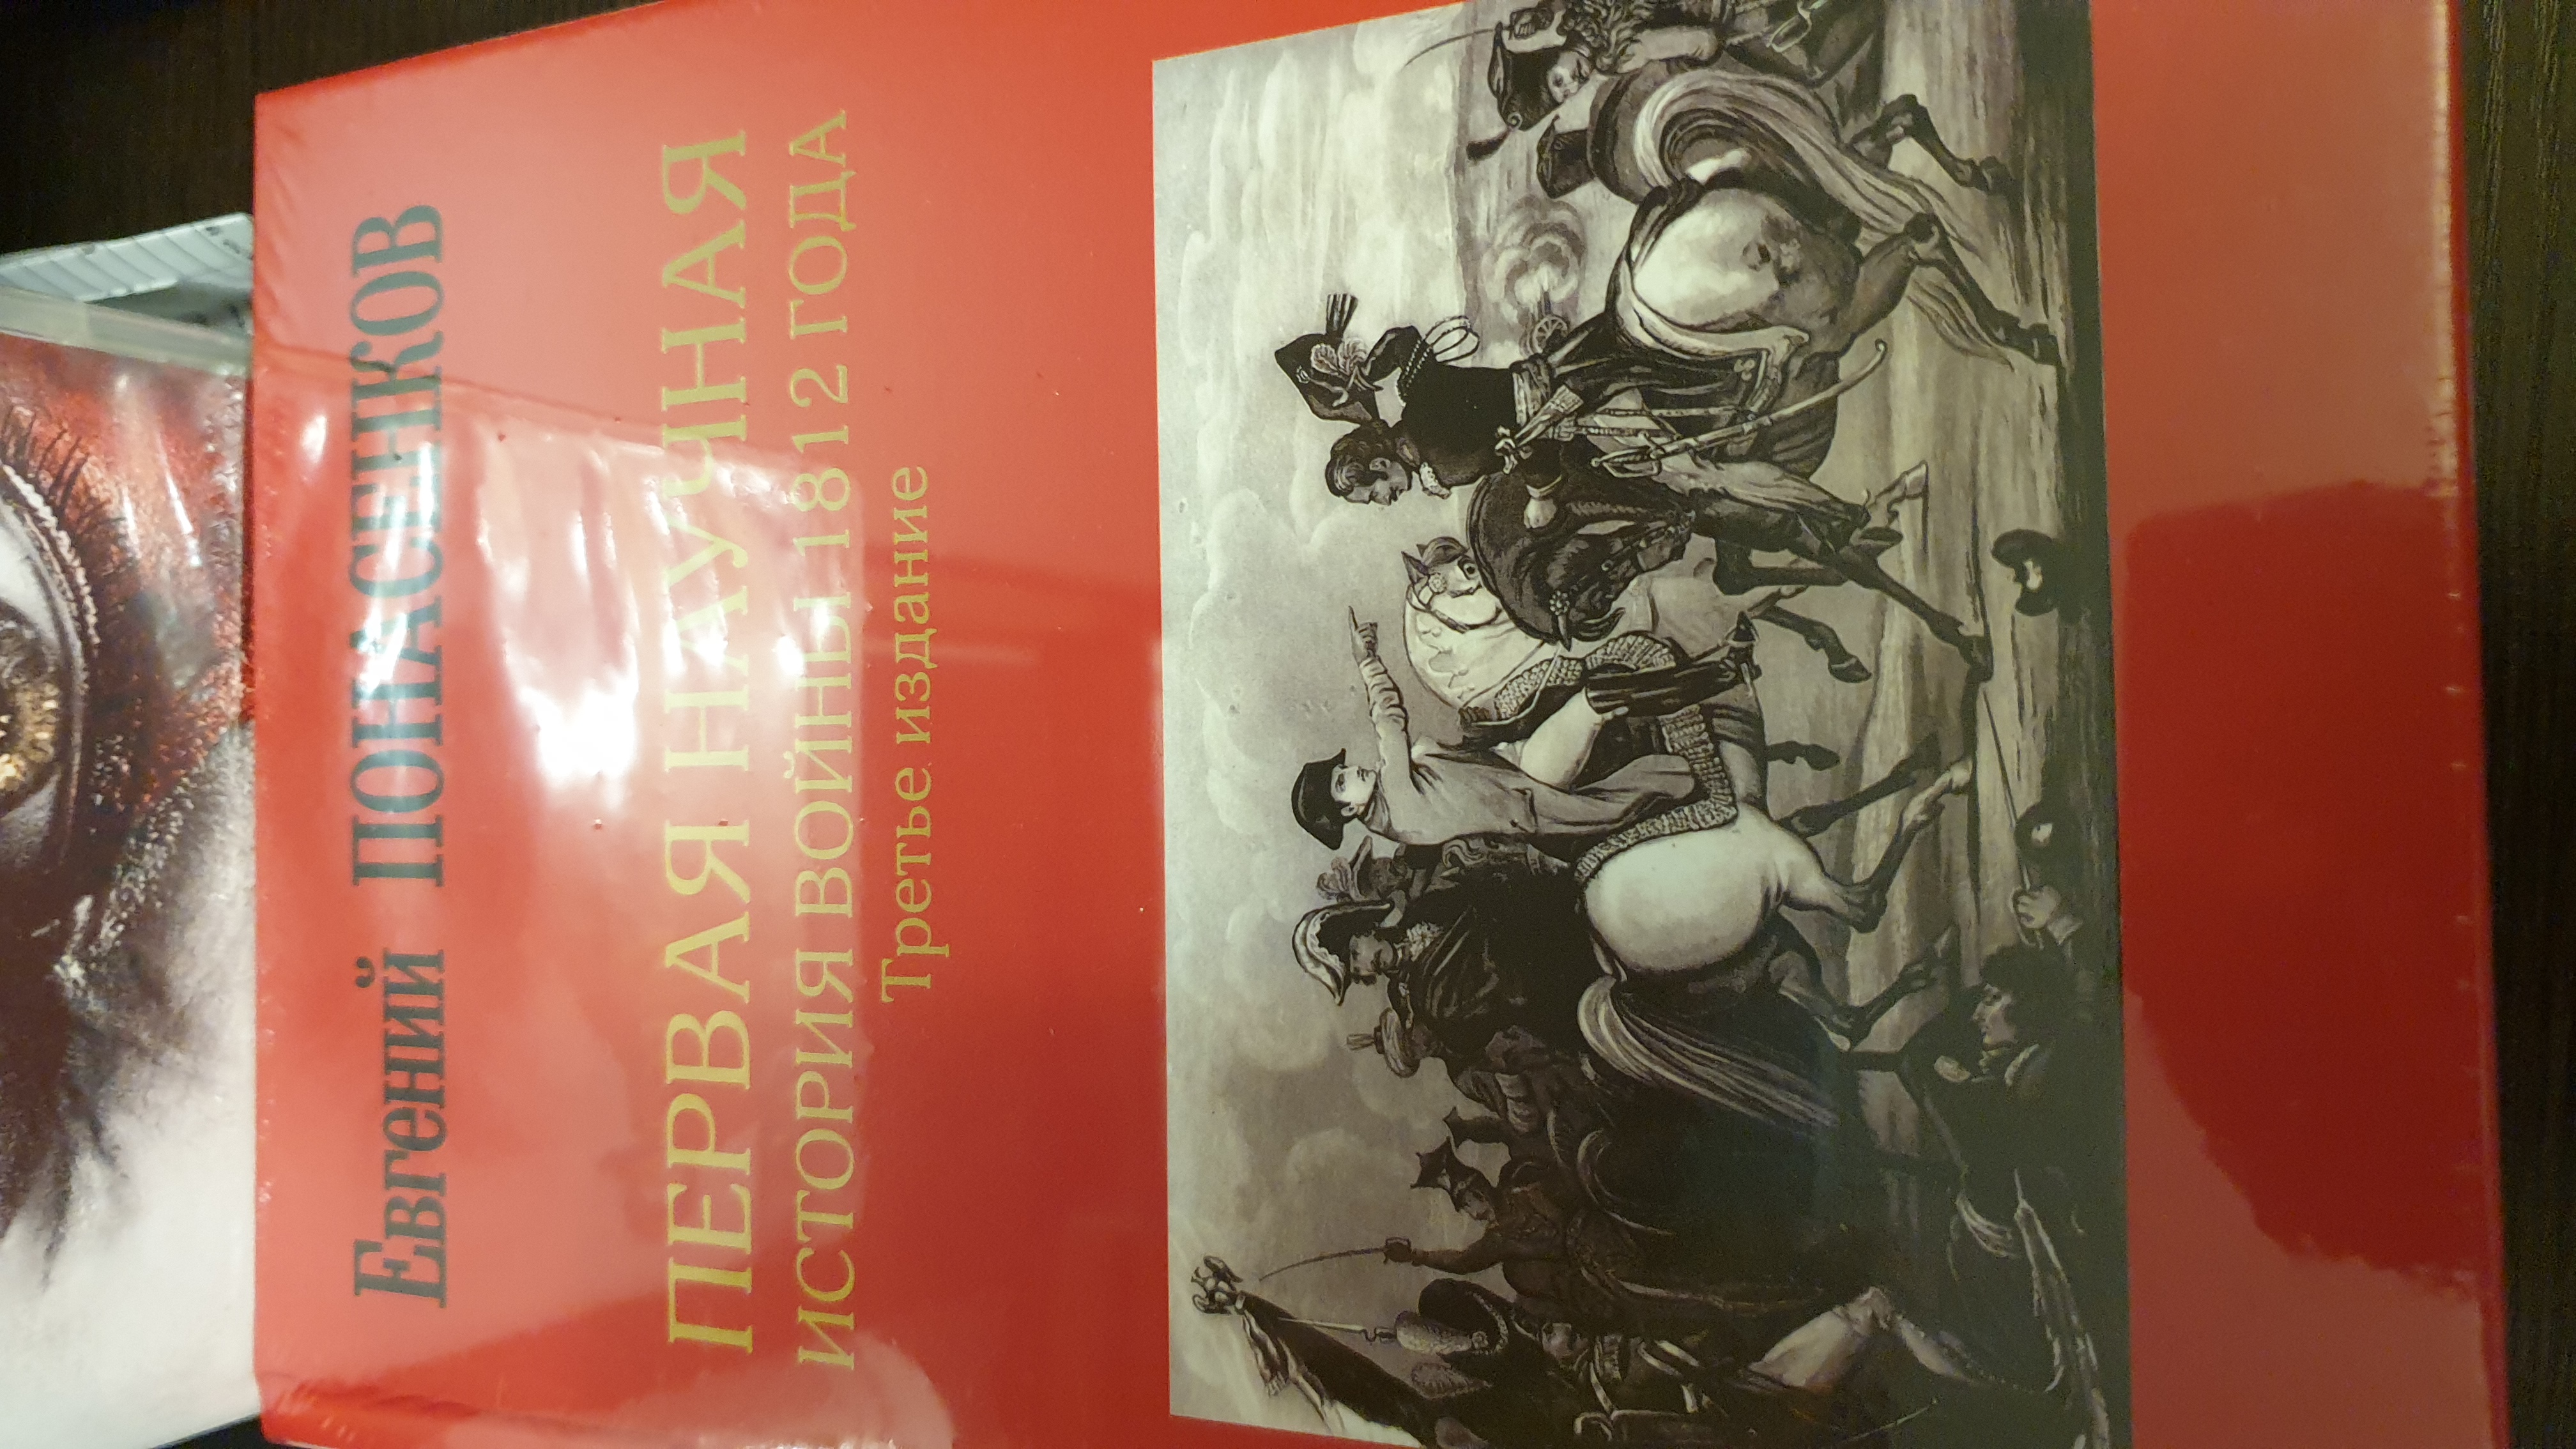 Евгений ПОНАСЕНКОВ
ПЕРВАЯ НАУЧНАЯ
ИСТОРИЯ ВОЙНЫ 1812 ГОДА
Третье издание